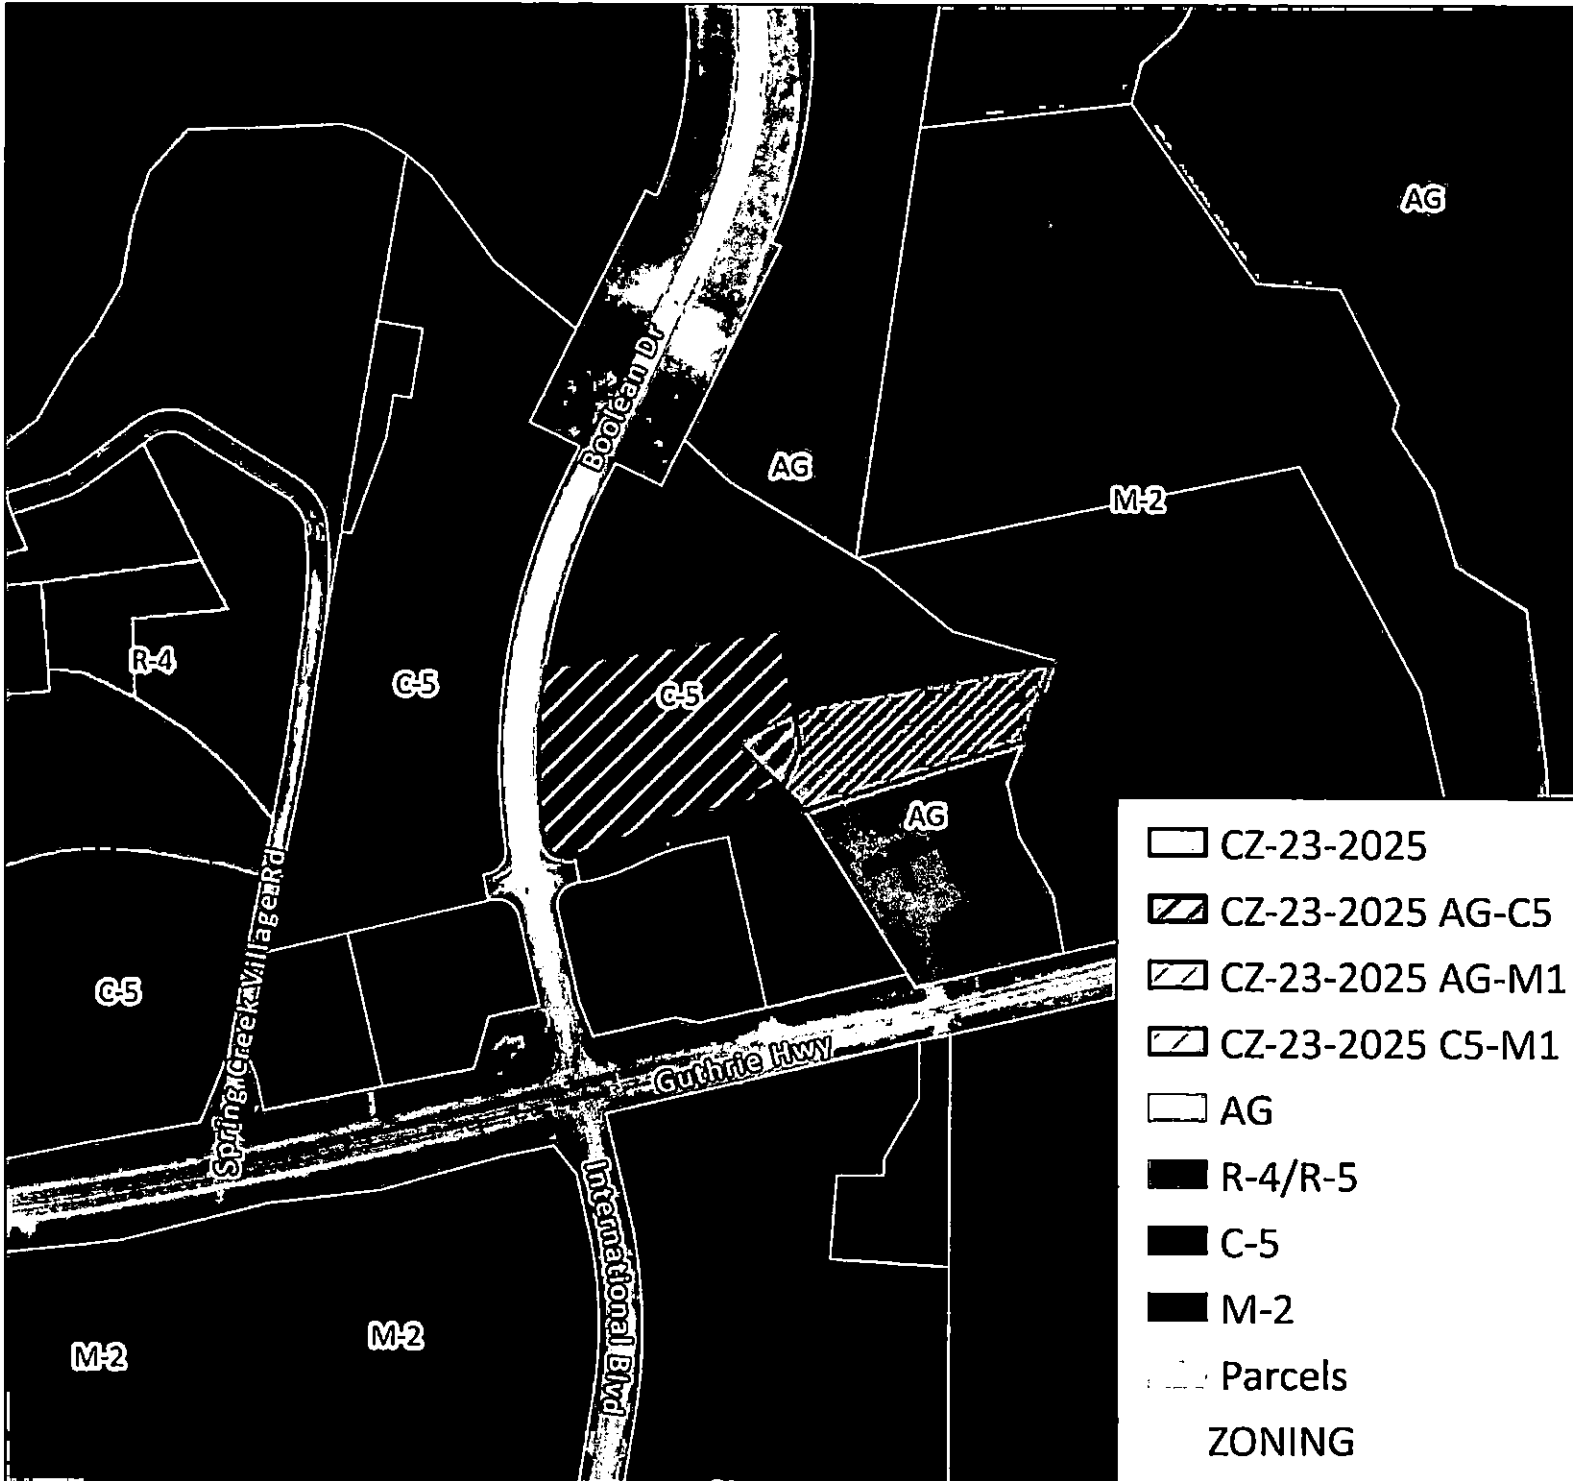 AG
Boolean Dr
AG
M-2
R-4
C-5
C-5
AG
Spring Creek Village Rd
C-5
Guthrie Hwy
International Blvd
M-2
M-2
CZ-23-2025
CZ-23-2025 AG-C5
CZ-23-2025 AG-M1
CZ-23-2025 C5-M1
AG
R-4/R-5
C-5
M-2
Parcels
ZONING